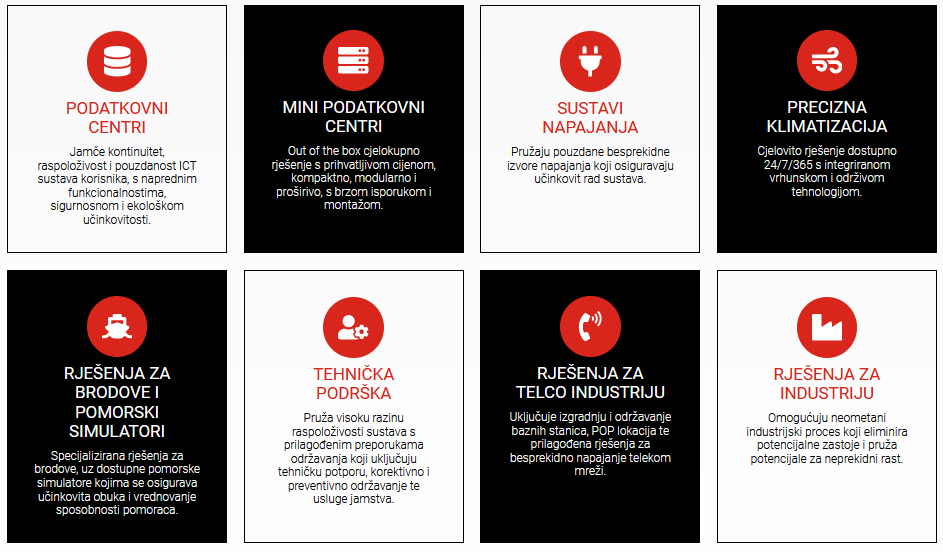 PODATKOVNI
CENTRI
Jamče kontinuitet,
raspoloživost i pouzdanost ICT
sustava korisnika, s naprednim
funkcionalnostima,
sigurnosnom i ekološkom
učinkovitosti.
MINI PODATKOVNI
CENTRI
Out of the box cjelokupno
rješenje s prihvatljivom cijenom,
kompaktno, modularno i
proširivo, s brzom isporukom i
montažom.
SUSTAVI
NAPAJANJA
Pružaju pouzdane besprekidne
izvore napajanja koji osiguravaju
učinkovit rad sustava.
PRECIZNA
KLIMATIZACIJA
Cjelovito rješenje dostupno
24/7/365 s integriranom
vrhunskom i održivom
tehnologijom.
RJEŠENJA ZA
BRODOVE I
POMORSKI
SIMULATORI
Specijalizirana rješenja za
brodove, uz dostupne pomorske
simulatore kojima se osigurava
učinkovita obuka i vrednovanje
sposobnosti pomoraca.
TEHNIČKA
PODRŠKA
Pruža visoku razinu
raspoloživosti sustava s
prilagođenim preporukama
održavanja koji uključuju
tehničku potporu, korektivno i
preventivno održavanje te
usluge jamstva.
RJEŠENJA ZA
TELCO INDUSTRIJU
Uključuje izgradnju i održavanje
baznih stanica, POP lokacija te
prilagođena rješenja za
besprekidno napajanje telekom
mreži.
RJEŠENJA ZA
INDUSTRIJU
Omogućuju neometani
industrijski proces koji eliminira
potencijalne zastoje i pruža
potencijale za neprekidni rast.